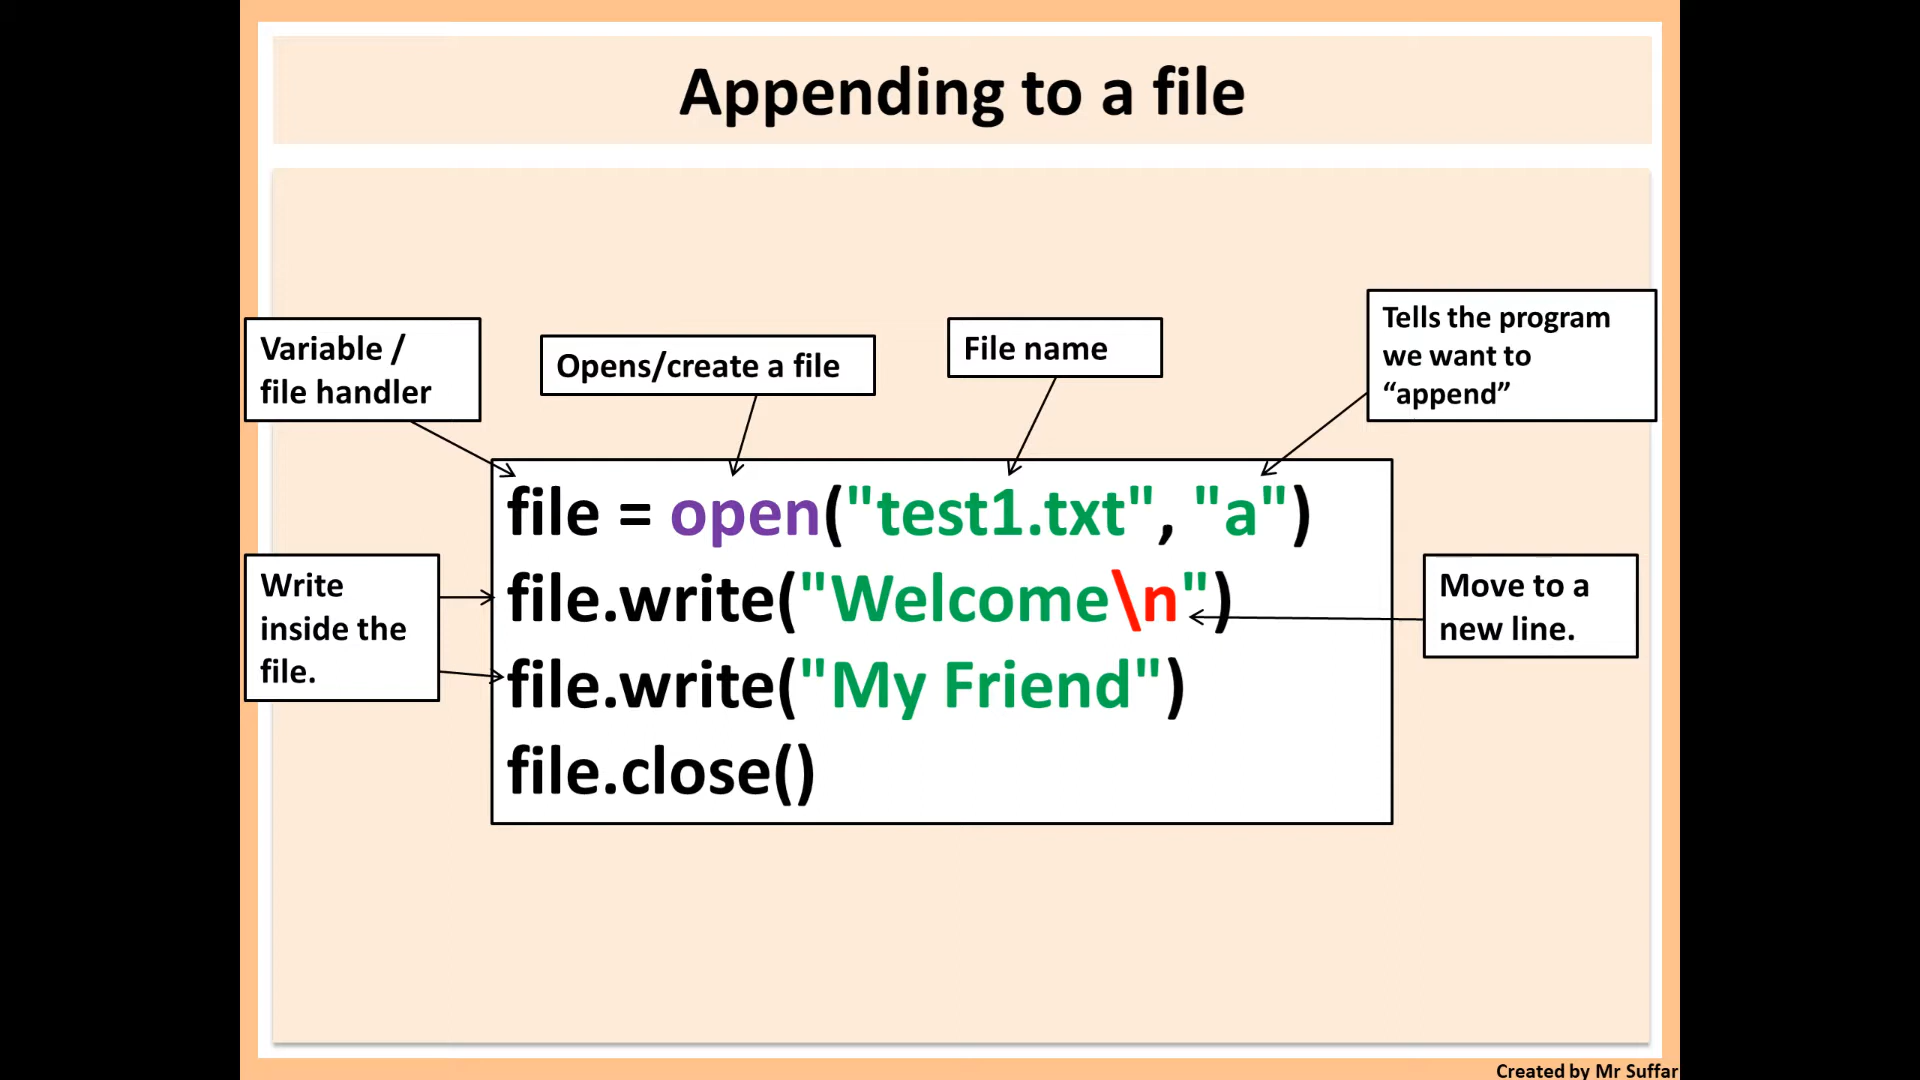 Appending to a file
Variable /
file handler
Opens/create a file
File name
Tells the program
we want to
“append”
file = open("test1.txt", "a")
file.write("Welcome\n")
file.write("My Friend")
file.close()
Write
inside the
file.
Move to a
new line.
Created by Mr Suffar